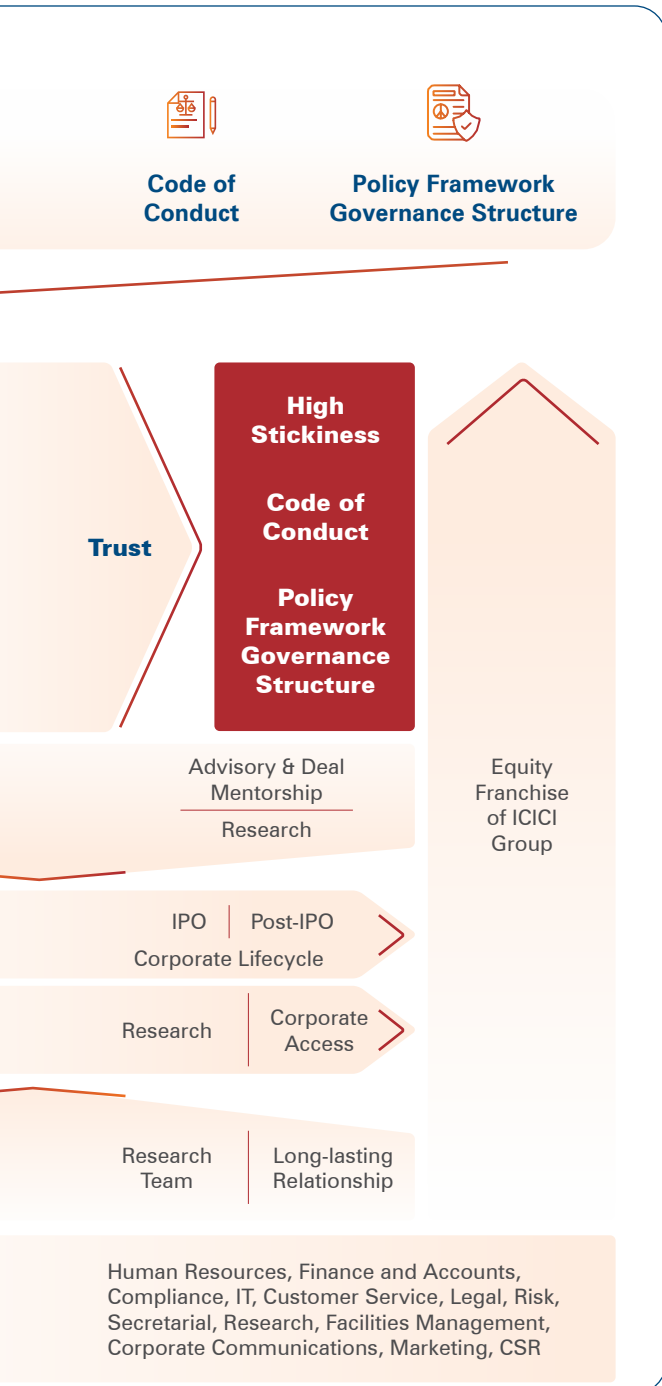 Code of
Conduct
Policy Framework
Governance Structure
Trust
High
Stickiness
Code of
Conduct
Policy
Framework
Governance
Structure
Advisory & Deal
Mentorship
Research
Equity
Franchise
of ICICI
Group
IPO
Post-IPO
Corporate Lifecycle
Research
Corporate
Access
Research
Team
Long-lasting
Relationship
Human Resources, Finance and Accounts,
Compliance, IT, Customer Service, Legal, Risk,
Secretarial, Research, Facilities Management,
Corporate Communications, Marketing, CSR